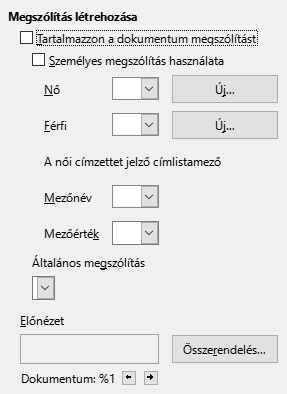 Megszólítás létrehozása
Tartalmazzon a dokumentum megszólítást
Személyes megszólítás használata
Nő Új...
Férfi Új...
A női címzettet jelző címlistamező
Mezőnév
Mezőérték
Általános megszólítás
Előnézet
Összerendelés...
Dokumentum: %1